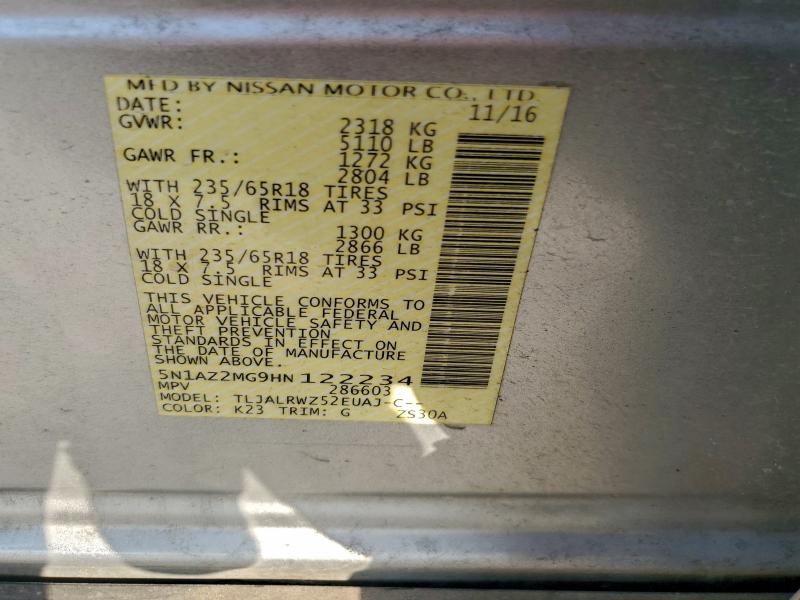 MFD BY NISSAN MOTOR CO., LTD.
DATE: 11/16
GVWR: 2318 KG
5110 LB
GAWR FR.: 1272 KG
2804 LB
WITH 235/65R18 TIRES
18 X 7.5 RIMS AT 33 PSI
COLD SINGLE
GAWR RR.: 1300 KG
2866 LB
WITH 235/65R18 TIRES
18 X 7.5 RIMS AT 33 PSI
COLD SINGLE
THIS VEHICLE CONFORMS TO
ALL APPLICABLE FEDERAL
MOTOR VEHICLE SAFETY AND
THEFT PREVENTION
STANDARDS IN EFFECT ON
THE DATE OF MANUFACTURE
SHOWN ABOVE.
5N1AZ2MG9HN122234
MPV 286603
MODEL: TLJALRWZ52EUAJ-C--
COLOR: K23 TRIM: G ZS30A